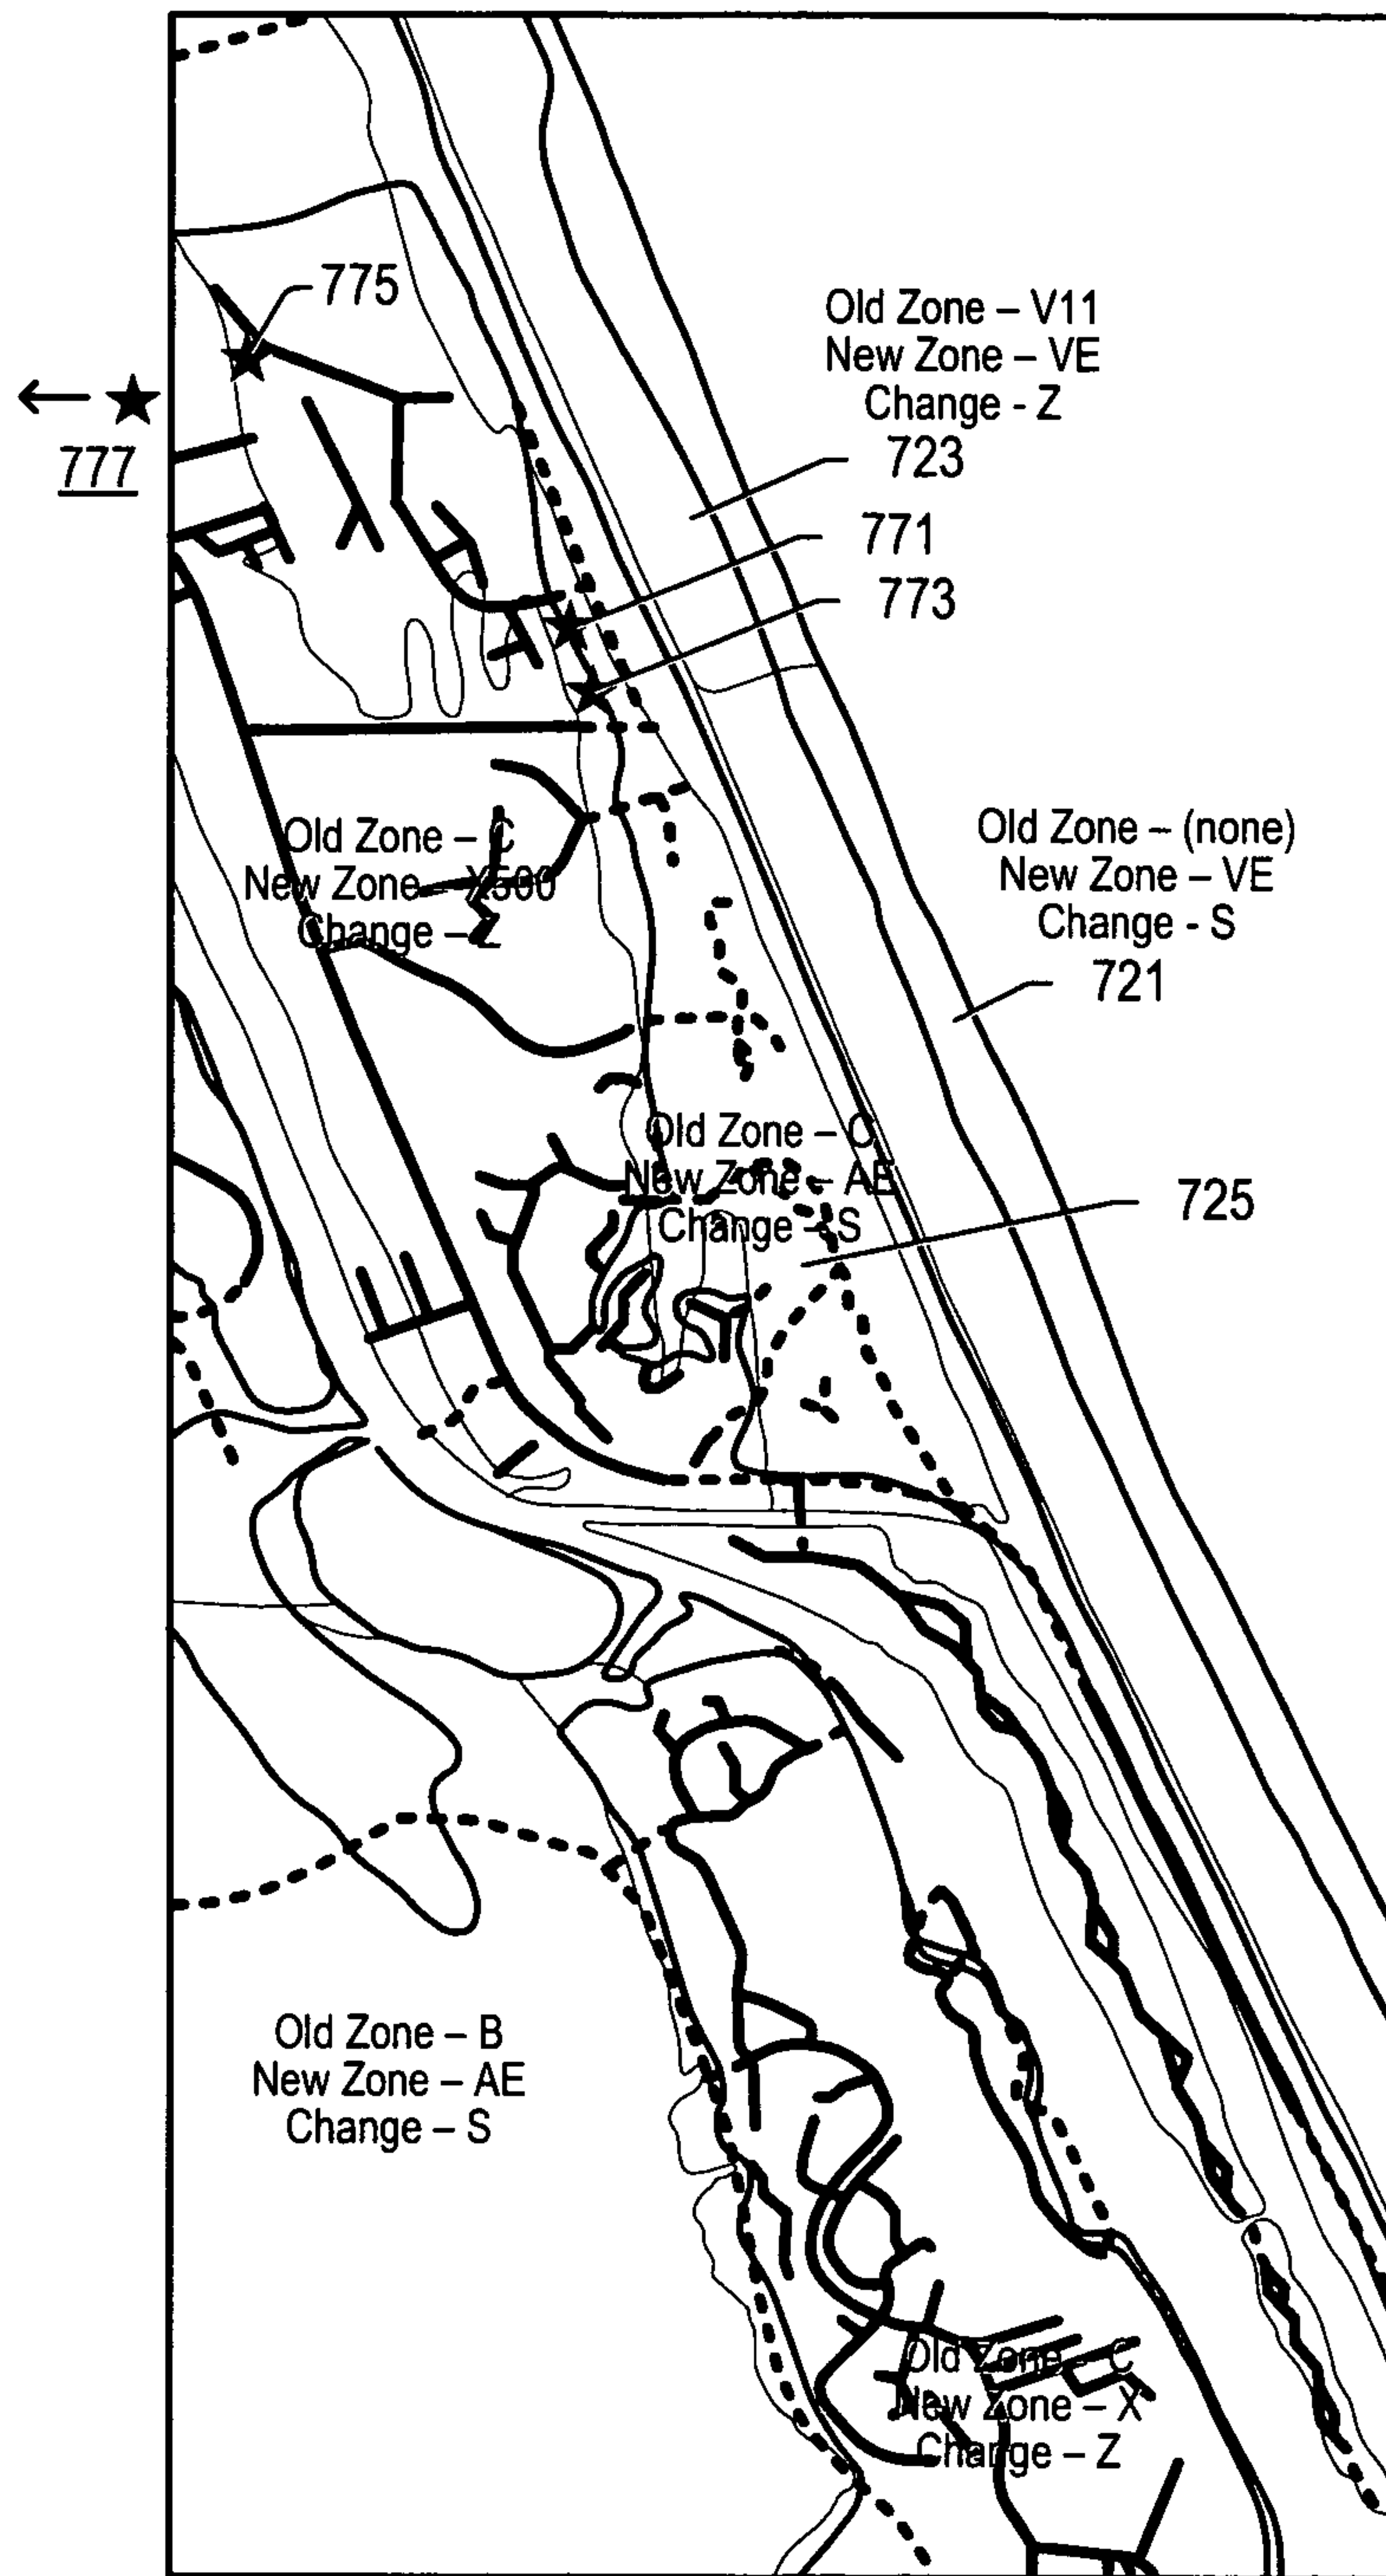 775
Old Zone – V11
New Zone – VE
Change - Z
777
723
771
773
Old Zone – C
New Zone – X500
Change – Z
Old Zone – (none)
New Zone – VE
Change - S
721
Old Zone – C
New Zone – AE
Change – S
725
Old Zone – B
New Zone – AE
Change – S
Old Zone – C
New Zone – X
Change – Z